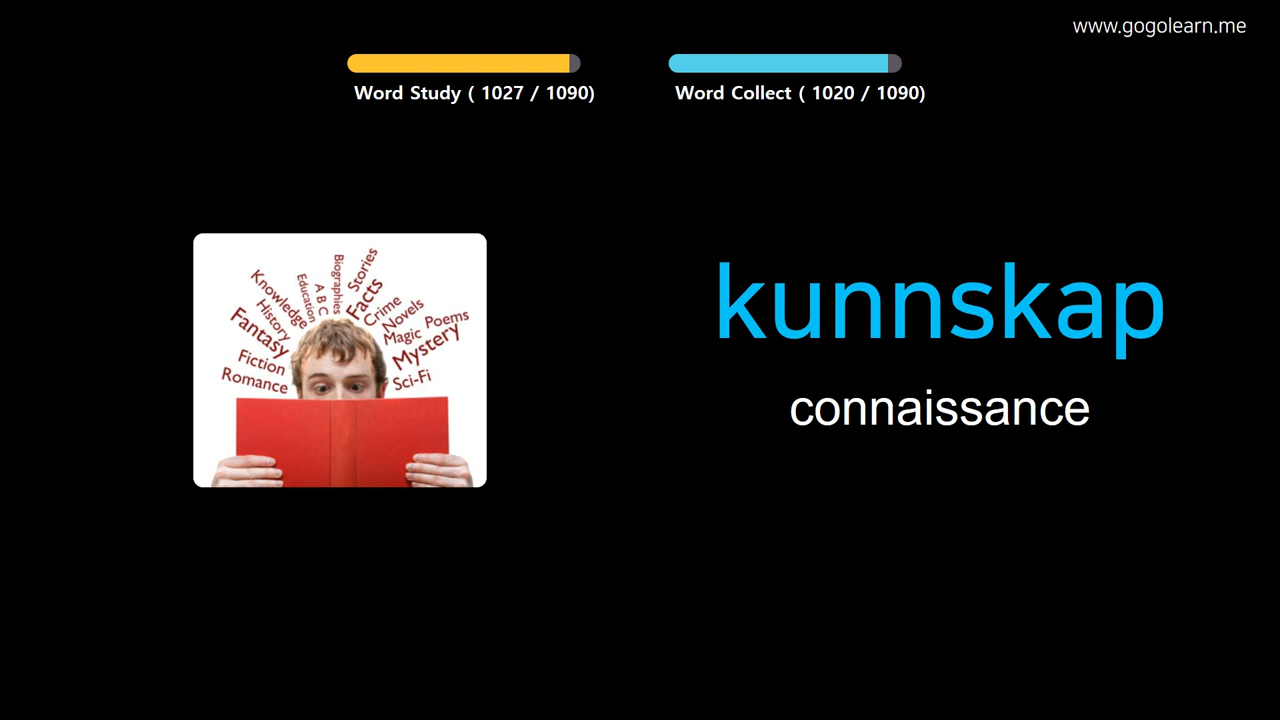 www.gogolearn.me
Word Study ( 1027 / 1090)
Word Collect ( 1020 / 1090)
kunnskap
connaissance
Knowledge
History
Fantasy
Fiction
Romance
Education
A B C
Biographies
Stories
Facts
Crime
Novels
Magic
Poems
Mystery
Sci-Fi